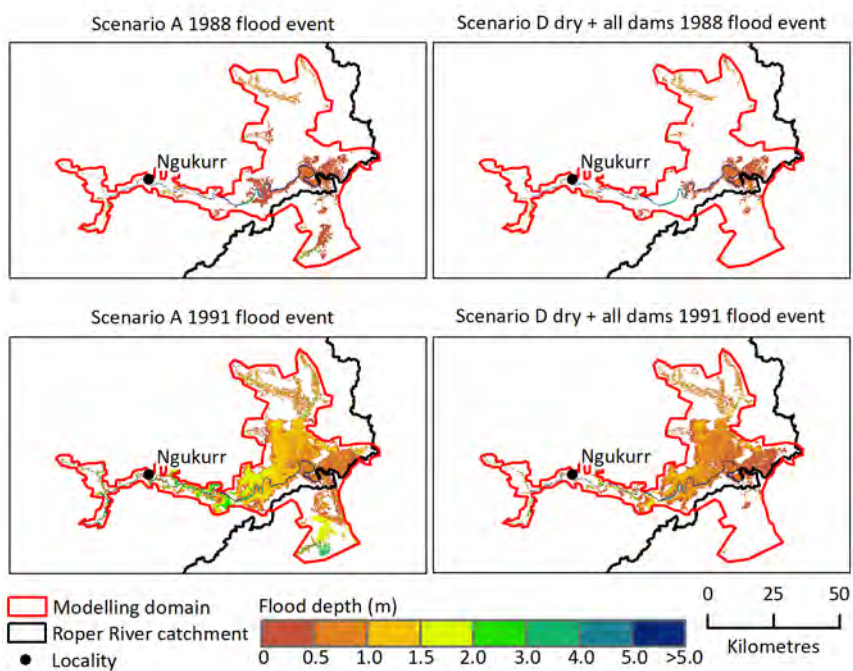 Scenario A 1988 flood event
Scenario D dry + all dams 1988 flood event
Ngukurr
Ngukurr
Scenario A 1991 flood event
Scenario D dry + all dams 1991 flood event
Ngukurr
Ngukurr
Modelling domain
Roper River catchment
Locality
Flood depth (m)
0 0.5 1.0 1.5 2.0 3.0 4.0 5.0 >5.0
0 25 50
Kilometres